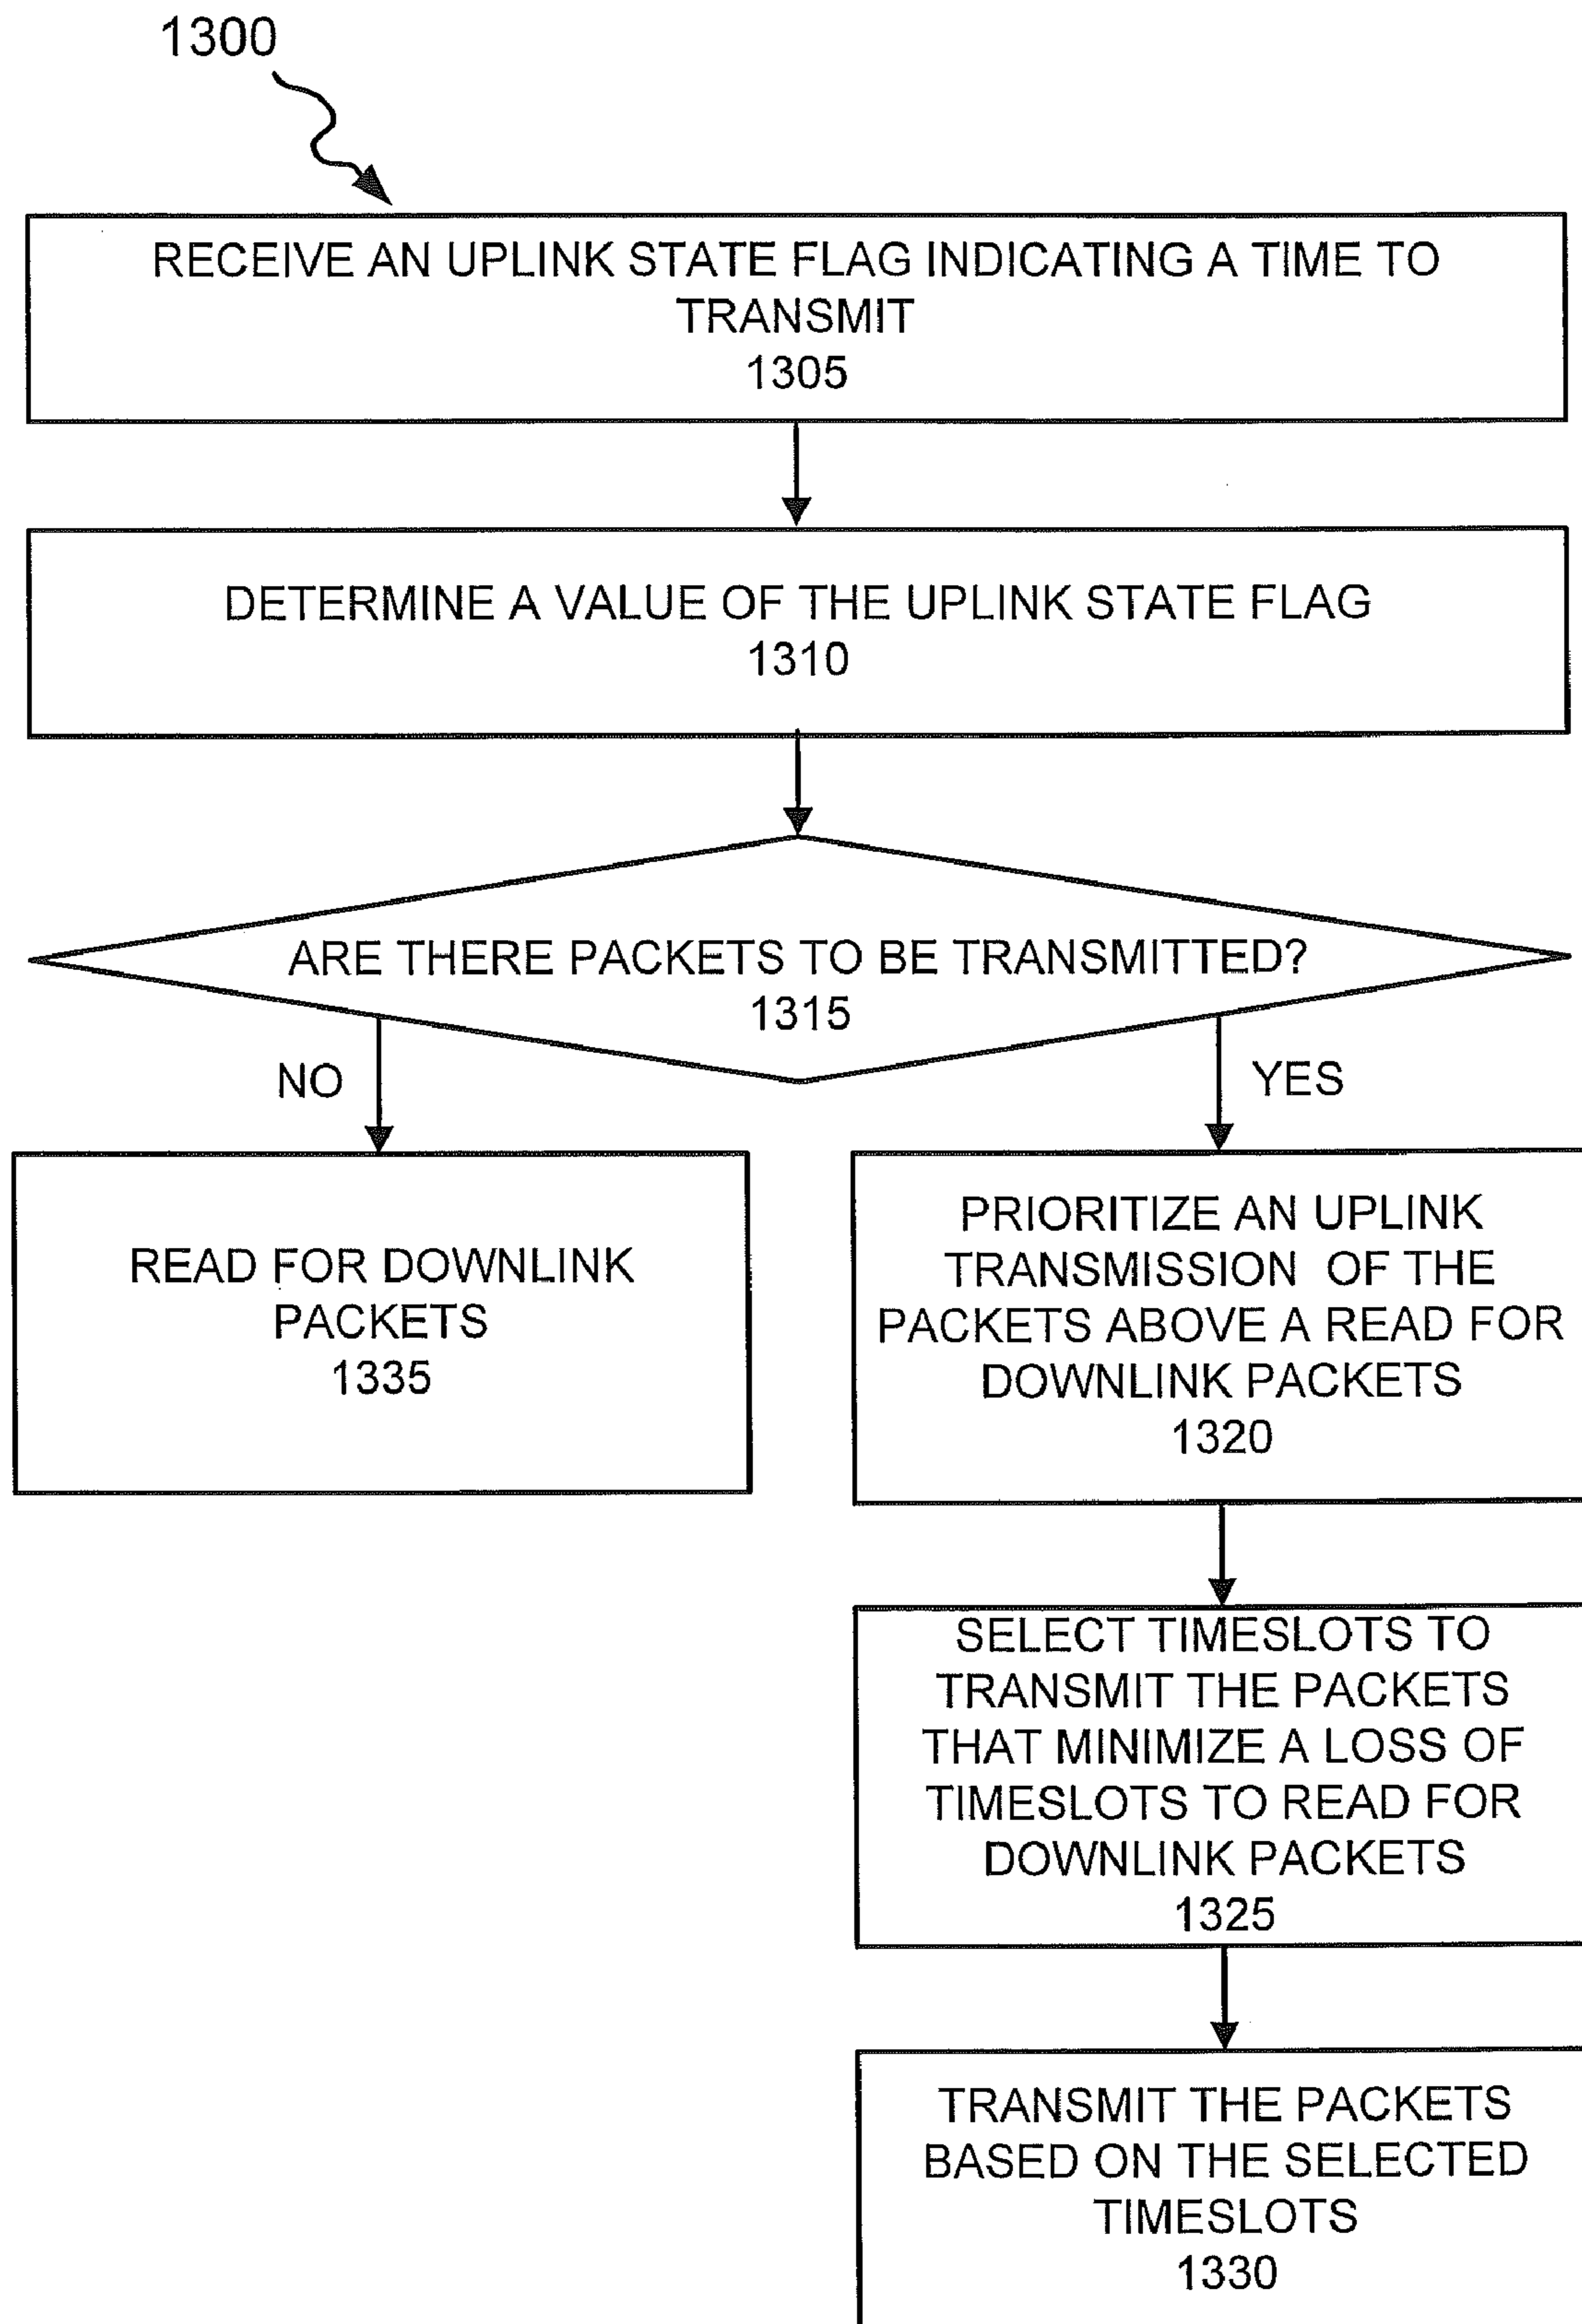 1300
RECEIVE AN UPLINK STATE FLAG INDICATING A TIME TO
TRANSMIT
1305
DETERMINE A VALUE OF THE UPLINK STATE FLAG
1310
ARE THERE PACKETS TO BE TRANSMITTED?
1315
NO
YES
READ FOR DOWNLINK
PACKETS
1335
PRIORITIZE AN UPLINK
TRANSMISSION OF THE
PACKETS ABOVE A READ FOR
DOWNLINK PACKETS
1320
SELECT TIMESLOTS TO
TRANSMIT THE PACKETS
THAT MINIMIZE A LOSS OF
TIMESLOTS TO READ FOR
DOWNLINK PACKETS
1325
TRANSMIT THE PACKETS
BASED ON THE SELECTED
TIMESLOTS
1330